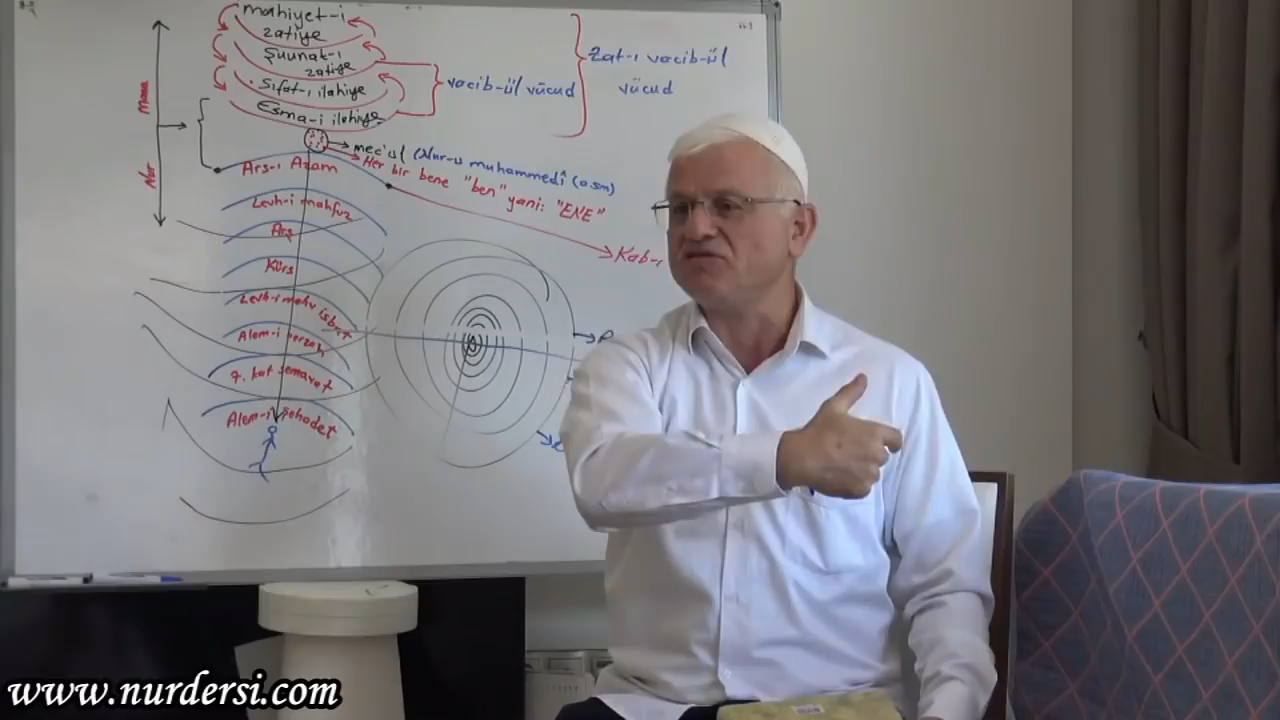 mahiyet-i
zatiye
Şuunat-ı
zatiye
Sıfat-ı ilahiye
Esma-i ilahiye
vacib-ül vücud
Zat-ı vacib-ül
vücud
Mana
Nur
mec'ul (Nur-u muhammedî (a.s.m)
Her bir bene "ben" yani: "ENE"
Arş-ı Azam
Levh-i mahfuz
Arş
Kürs
Levh-i mahv isbat
Alem-i berzah
7. kat semavat
Alem-i şehadet
Kab-ı
www.nurdersi.com